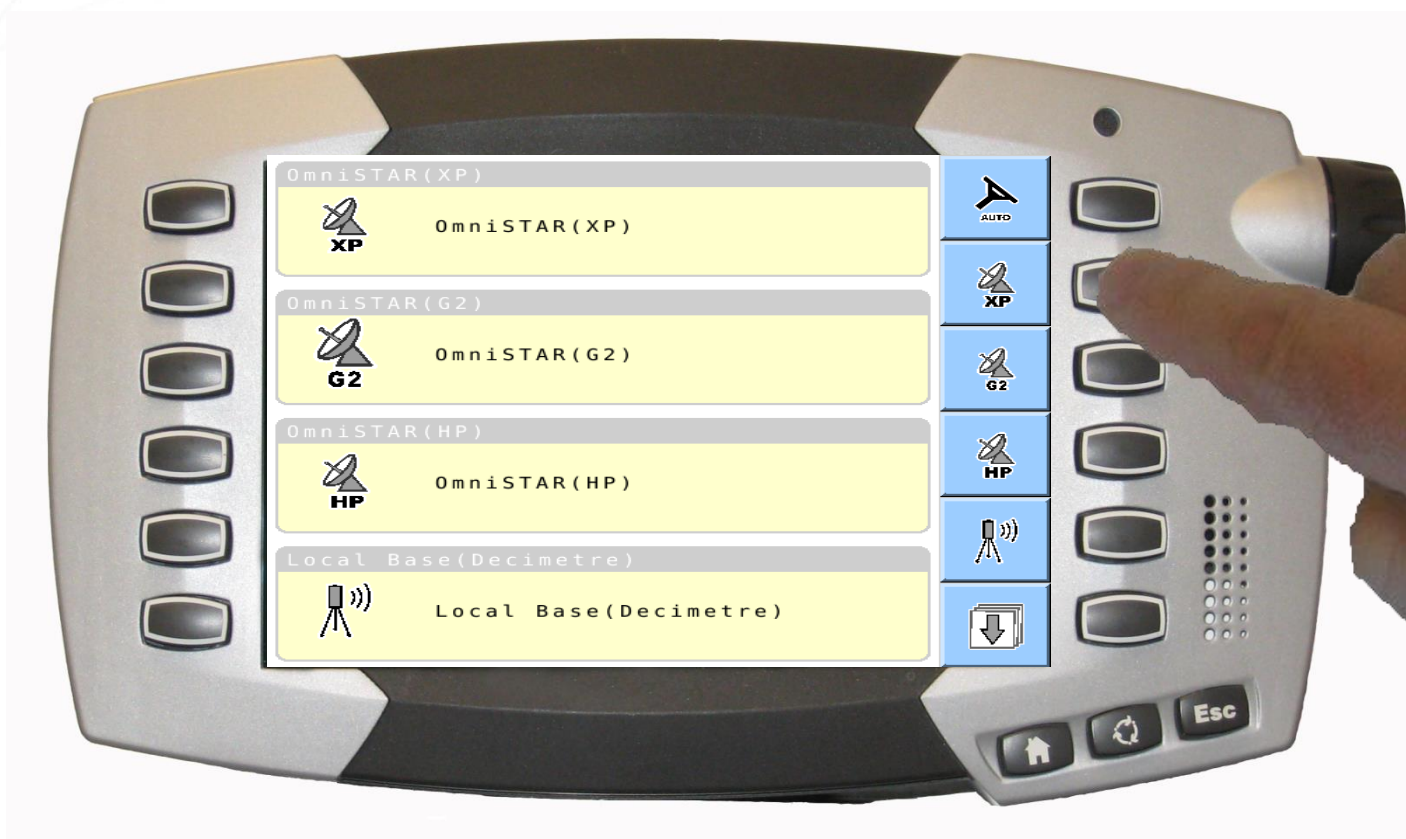 OmniSTAR(XP)
XP
OmniSTAR(XP)
OmniSTAR(G2)
G2
OmniSTAR(G2)
OmniSTAR(HP)
HP
OmniSTAR(HP)
Local Base(Decimetre)
Local Base(Decimetre)
AUTO
XP
G2
HP
Esc